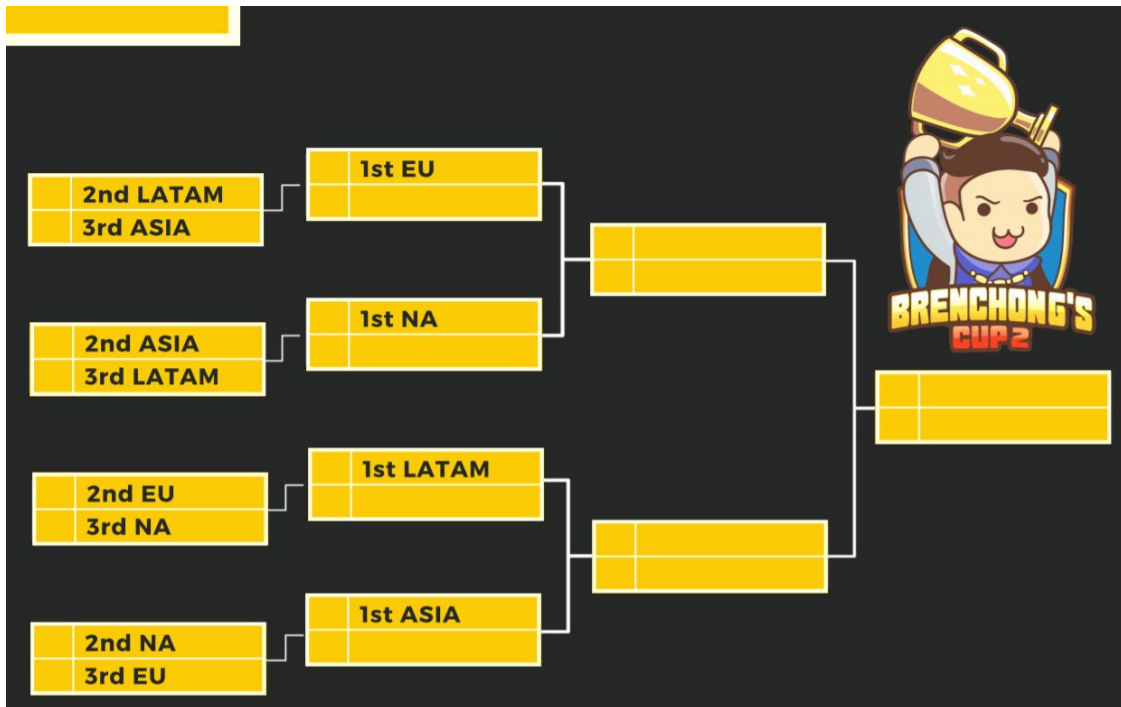 1st EU
2nd LATAM
3rd ASIA
1st NA
2nd ASIA
3rd LATAM
1st LATAM
2nd EU
3rd NA
1st ASIA
2nd NA
3rd EU
BRENCHONG'S
CUP 2